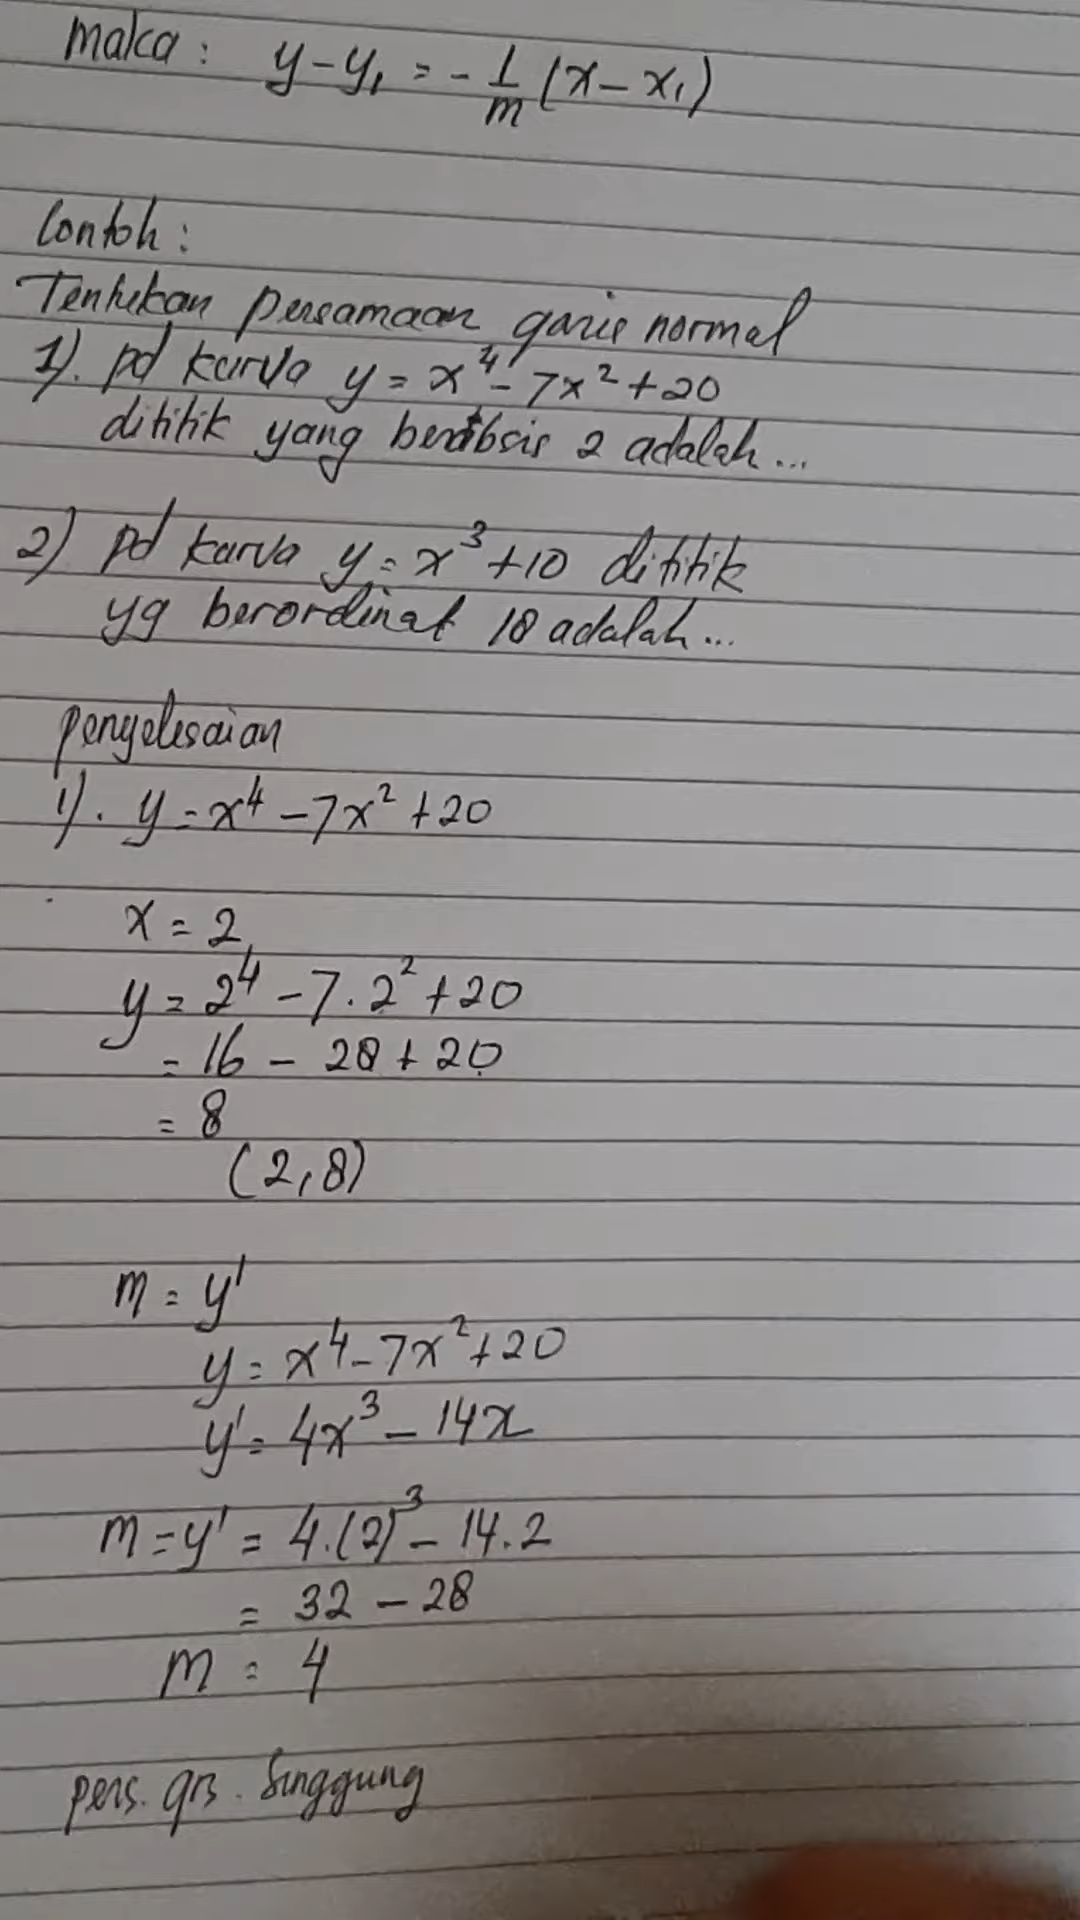 maka : y-y₁ = -1/m (x-x₁)
Contoh :
Tentukan persamaan garis normal
1). pd kurva y = x⁴-7x²+20
dititik yang berabsis 2 adalah...
2) pd kurva y = x³+10 dititik
yg berordinat 18 adalah...
penyelesaian
1). y = x⁴ - 7x² + 20
x = 2
y = 2⁴ - 7.2² + 20
= 16 - 28 + 20
= 8
(2,8)
m = y'
y = x⁴-7x²+20
y' = 4x³ - 14x
m = y' = 4.(2)³ - 14.2
= 32 - 28
m = 4
pers. grs. Singgung